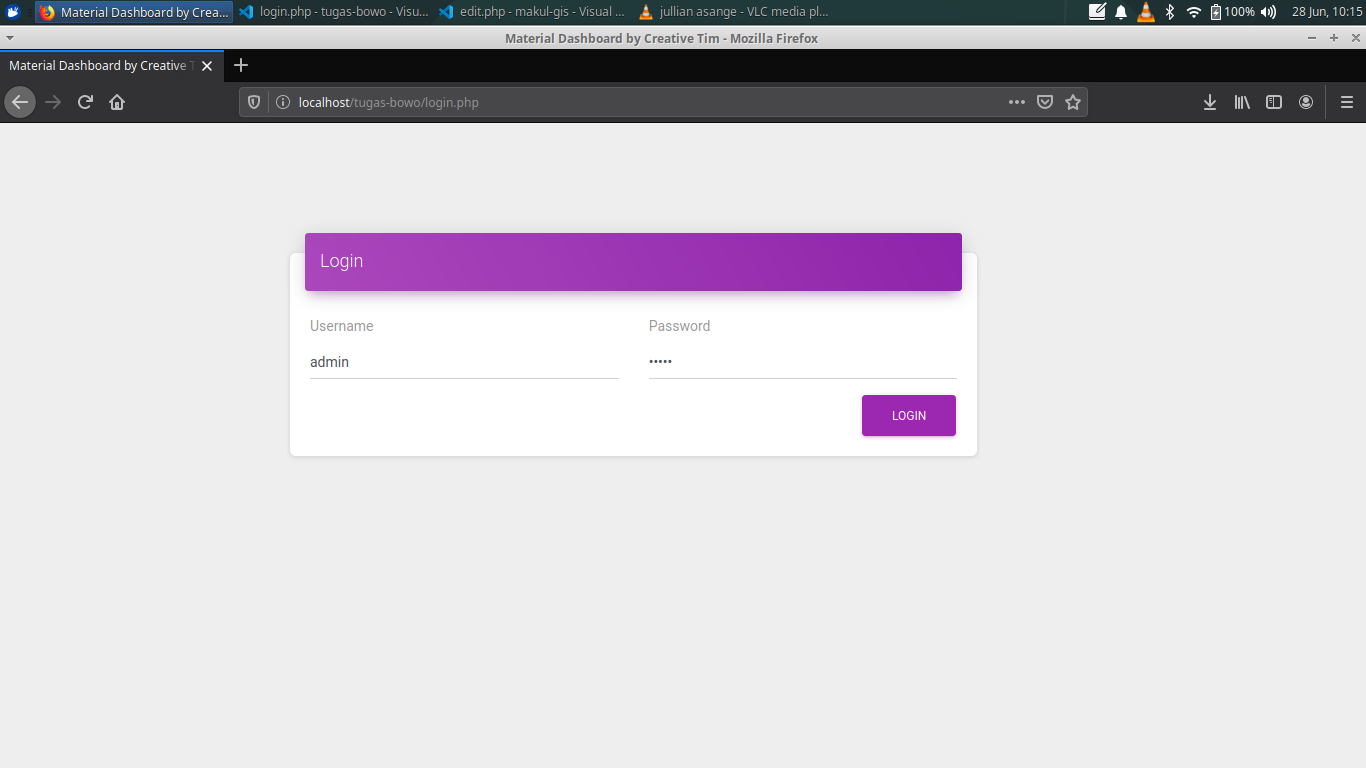 Material Dashboard by Crea... login.php - tugas-bowo - Visu... edit.php - makul-gis - Visual ... jullian asange - VLC media pl... 100% 28 Jun, 10:15
Material Dashboard by Creative Tim - Mozilla Firefox
Material Dashboard by Creative T
localhost/tugas-bowo/login.php
Login
Username Password
admin •••••
LOGIN